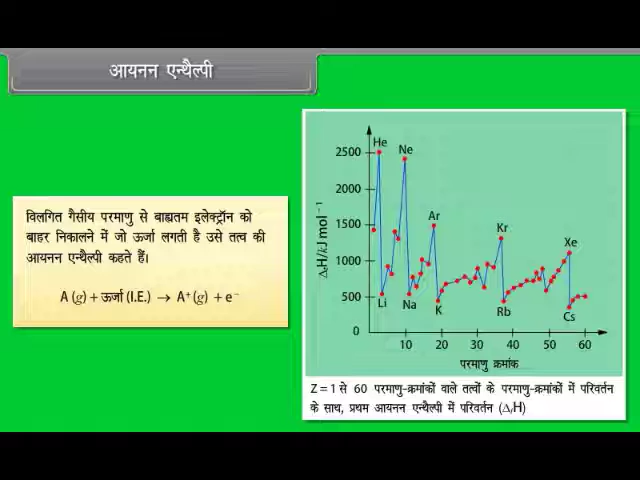 आयनन एन्थैल्पी
विलगित गैसीय परमाणु से बाह्यतम इलेक्ट्रॉन को
बाहर निकालने में जो ऊर्जा लगती है उसे तत्व की
आयनन एन्थैल्पी कहते हैं।
A (g) + ऊर्जा (I.E.) → A⁺(g) + e⁻
He
Ne
2500
2000
Ar
1500
Kr
Xe
1000
500
Li
Na
K
Rb
Cs
0
10
20
30
40
50
60
ΔᵢH/kJ mol⁻¹
परमाणु क्रमांक
Z = 1 से 60 परमाणु-क्रमांकों वाले तत्वों के परमाणु-क्रमांकों में परिवर्तन
के साथ, प्रथम आयनन एन्थैल्पी में परिवर्तन (ΔᵢH)